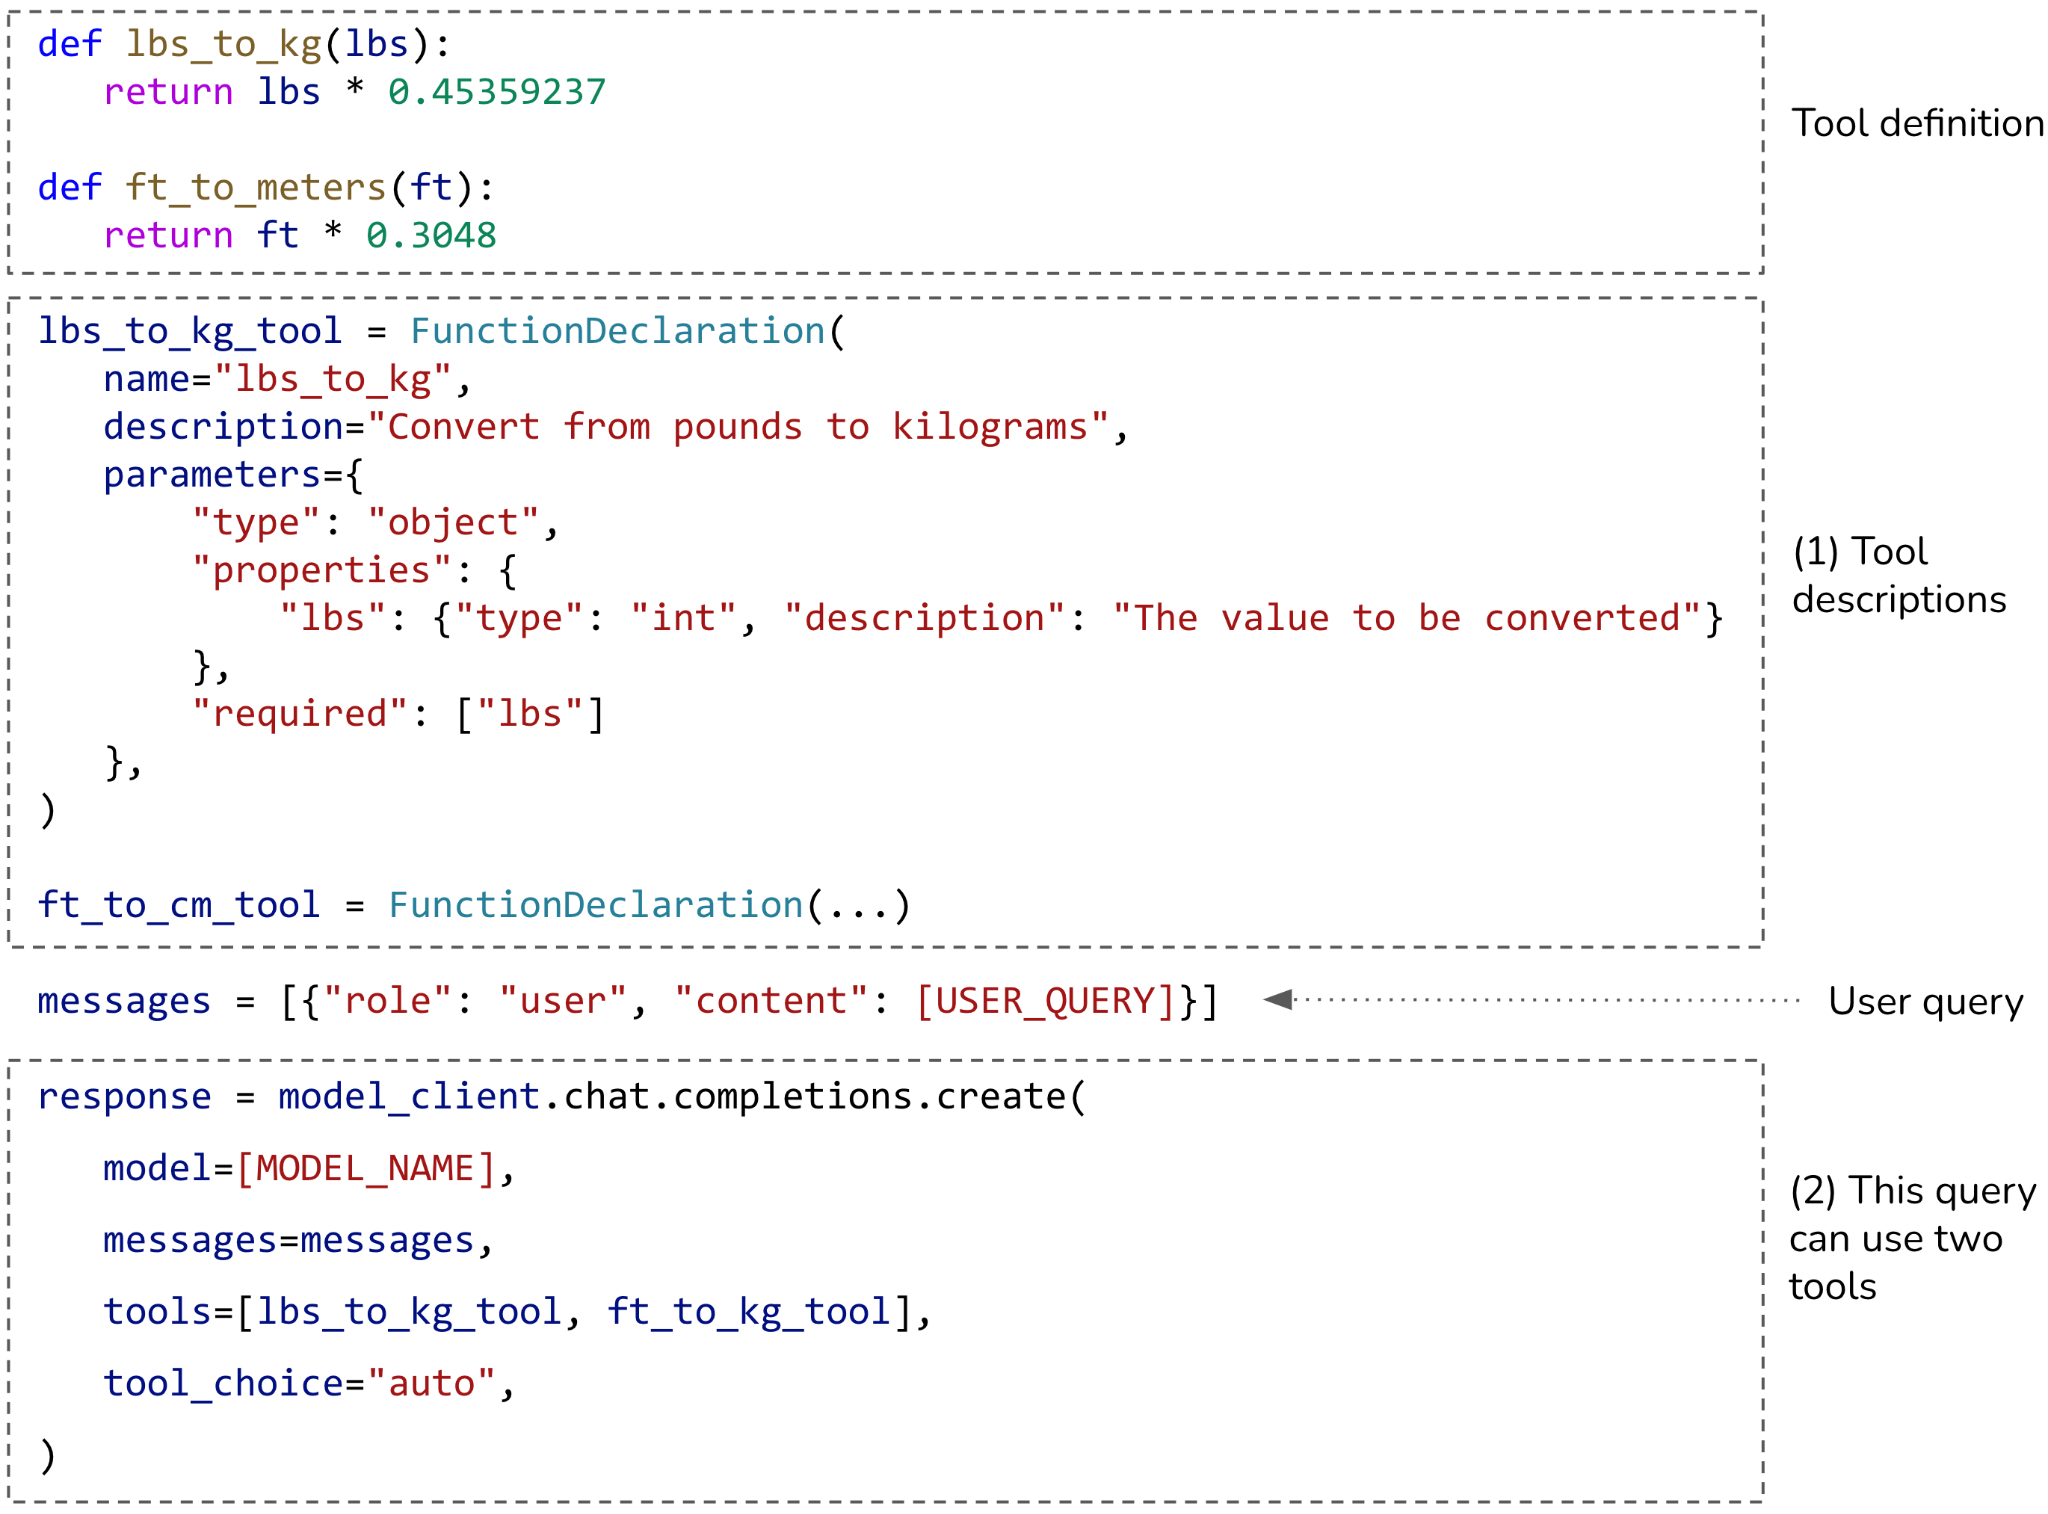 def lbs_to_kg(lbs):
   return lbs * 0.45359237
def ft_to_meters(ft):
   return ft * 0.3048
Tool definition
lbs_to_kg_tool = FunctionDeclaration(
   name="lbs_to_kg",
   description="Convert from pounds to kilograms",
   parameters={
       "type": "object",
       "properties": {
           "lbs": {"type": "int", "description": "The value to be converted"}
       },
       "required": ["lbs"]
   },
)
ft_to_cm_tool = FunctionDeclaration(...)
(1) Tool
descriptions
messages = [{"role": "user", "content": [USER_QUERY]}]
User query
response = model_client.chat.completions.create(
   model=[MODEL_NAME],
   messages=messages,
   tools=[lbs_to_kg_tool, ft_to_kg_tool],
   tool_choice="auto",
)
(2) This query
can use two
tools